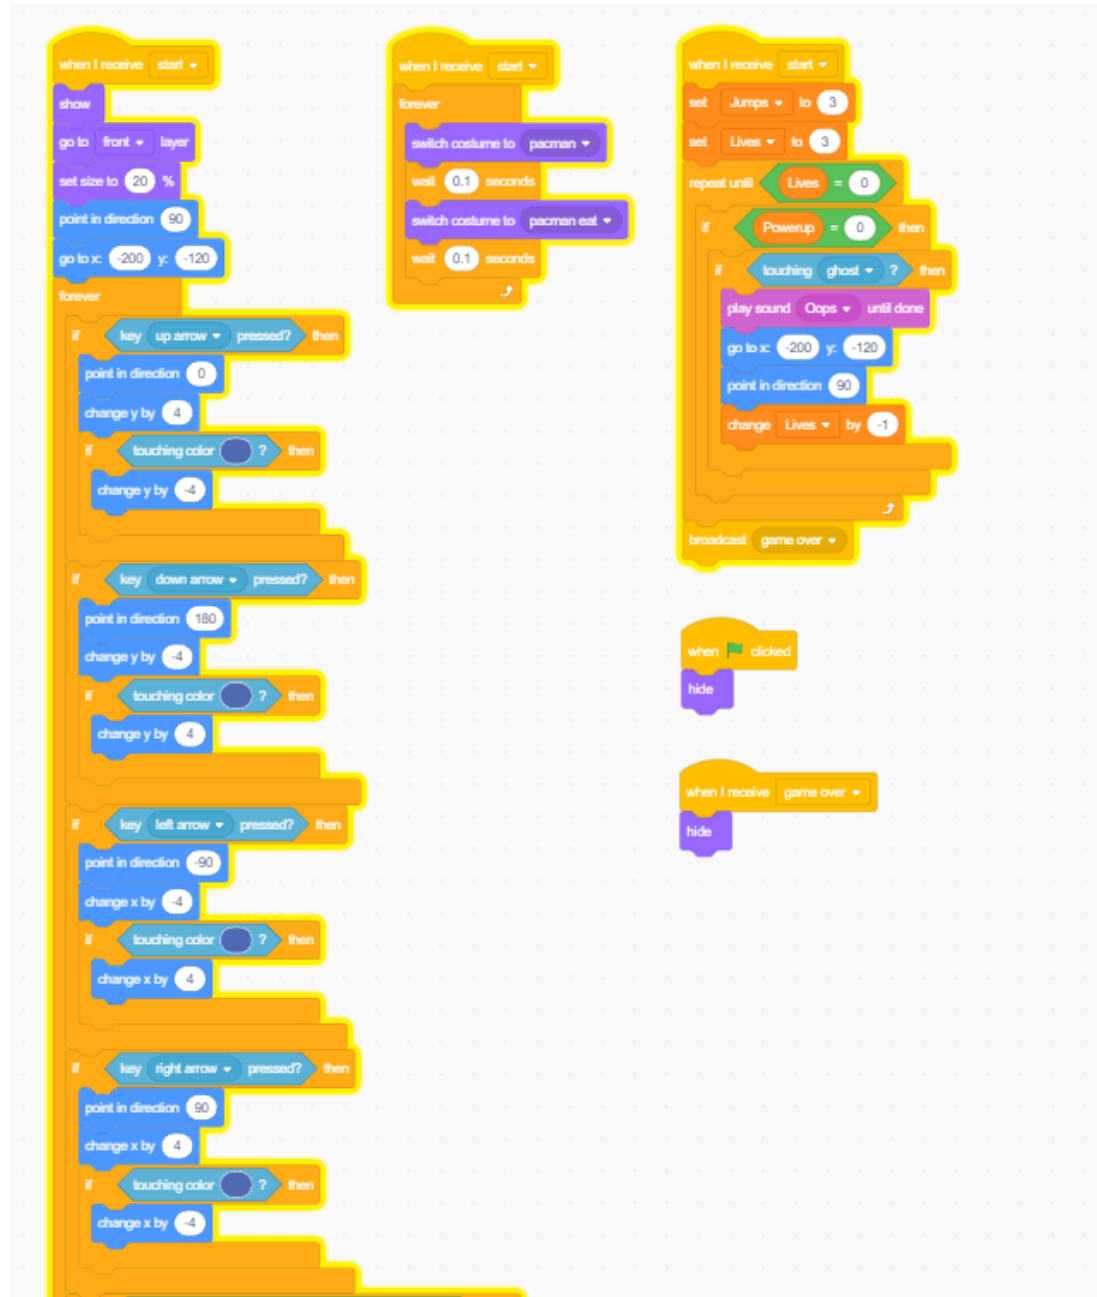 when I receive start
show
go to front layer
set size to 20 %
point in direction 90
go to x: -200 y: -120
forever
if key up arrow pressed? then
point in direction 0
change y by 4
if touching color ? then
change y by -4
if key down arrow pressed? then
point in direction 180
change y by -4
if touching color ? then
change y by 4
if key left arrow pressed? then
point in direction -90
change x by -4
if touching color ? then
change x by 4
if key right arrow pressed? then
point in direction 90
change x by 4
if touching color ? then
change x by -4
when I receive start
forever
switch costume to pacman
wait 0.1 seconds
switch costume to pacman eat
wait 0.1 seconds
when I receive start
set Jumps to 3
set Lives to 3
repeat until Lives = 0
if Powerup = 0 then
if touching ghost ? then
play sound Oops until done
go to x: -200 y: -120
point in direction 90
change Lives by -1
broadcast game over
when clicked
hide
when I receive game over
hide